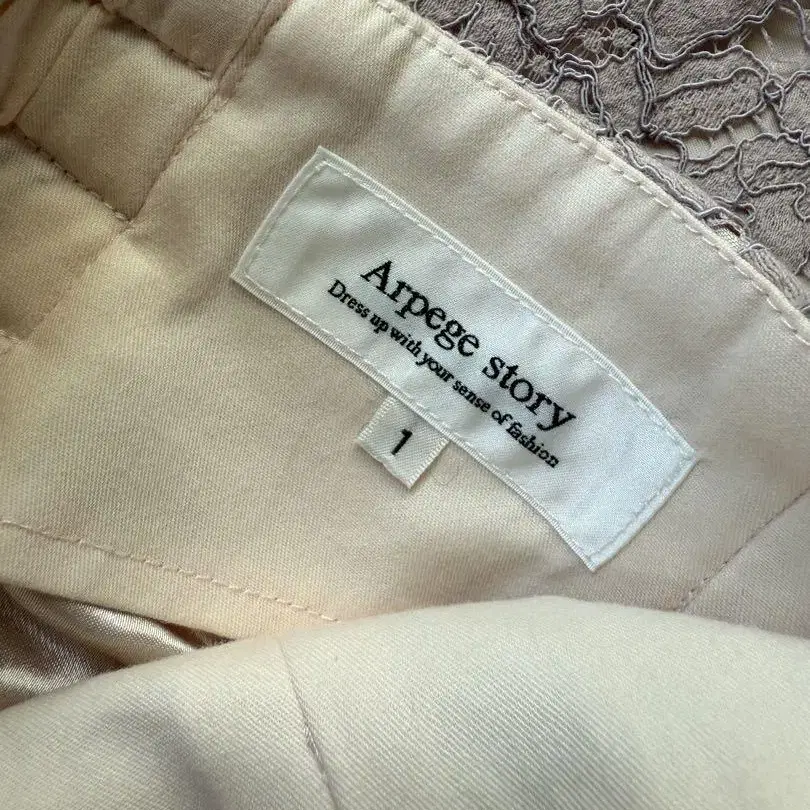 Arpege story
Dress up with your sense of fashion
1